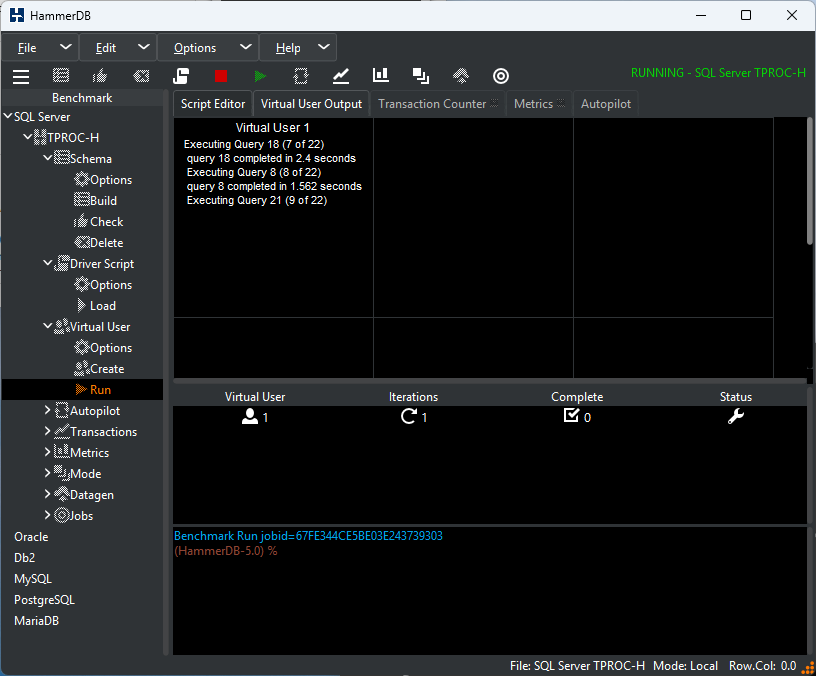 HammerDB
File Edit Options Help
RUNNING - SQL Server TPROC-H
Benchmark
SQL Server
TPROC-H
Schema
Options
Build
Check
Delete
Driver Script
Options
Load
Virtual User
Options
Create
Run
Autopilot
Transactions
Metrics
Mode
Datagen
Jobs
Oracle
Db2
MySQL
PostgreSQL
MariaDB
Script Editor Virtual User Output Transaction Counter Metrics Autopilot
Virtual User 1
Executing Query 18 (7 of 22)
query 18 completed in 2.4 seconds
Executing Query 8 (8 of 22)
query 8 completed in 1.562 seconds
Executing Query 21 (9 of 22)
Virtual User Iterations Complete Status
1 1 0
Benchmark Run jobid=67FE344CE5BE03E243739303
(HammerDB-5.0) %
File: SQL Server TPROC-H Mode: Local Row.Col: 0.0